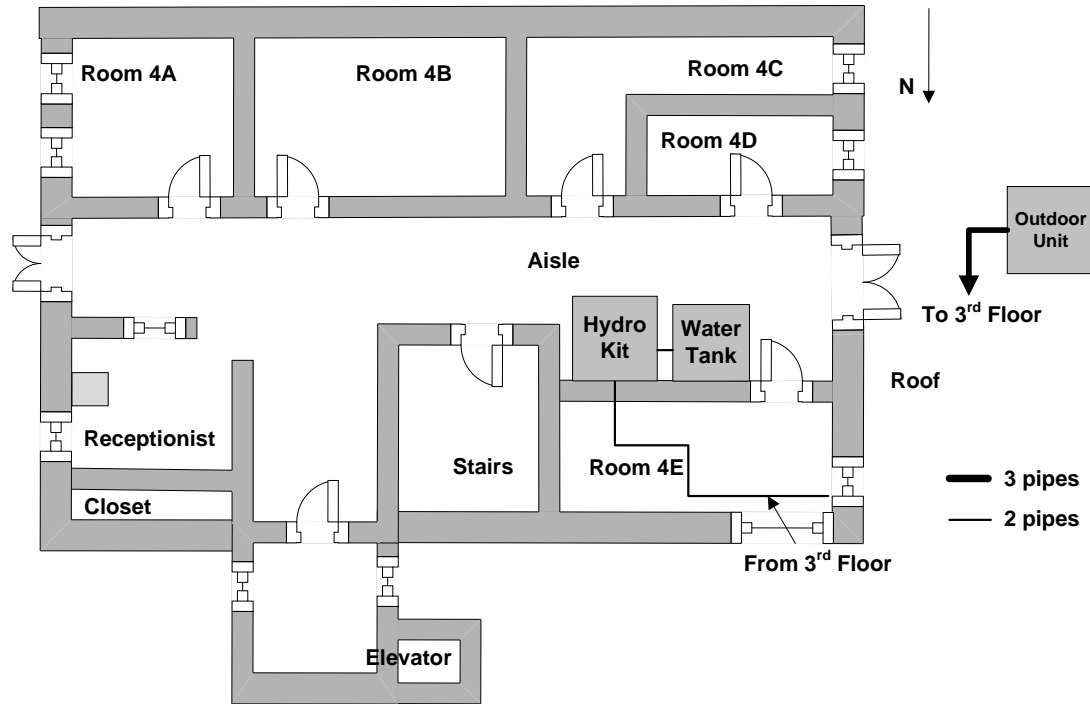 Room 4A
Room 4B
Room 4C
N
Room 4D
Outdoor
Unit
Aisle
To 3rd Floor
Hydro
Kit
Water
Tank
Roof
Receptionist
Stairs
Room 4E
3 pipes
Closet
2 pipes
From 3rd Floor
Elevator